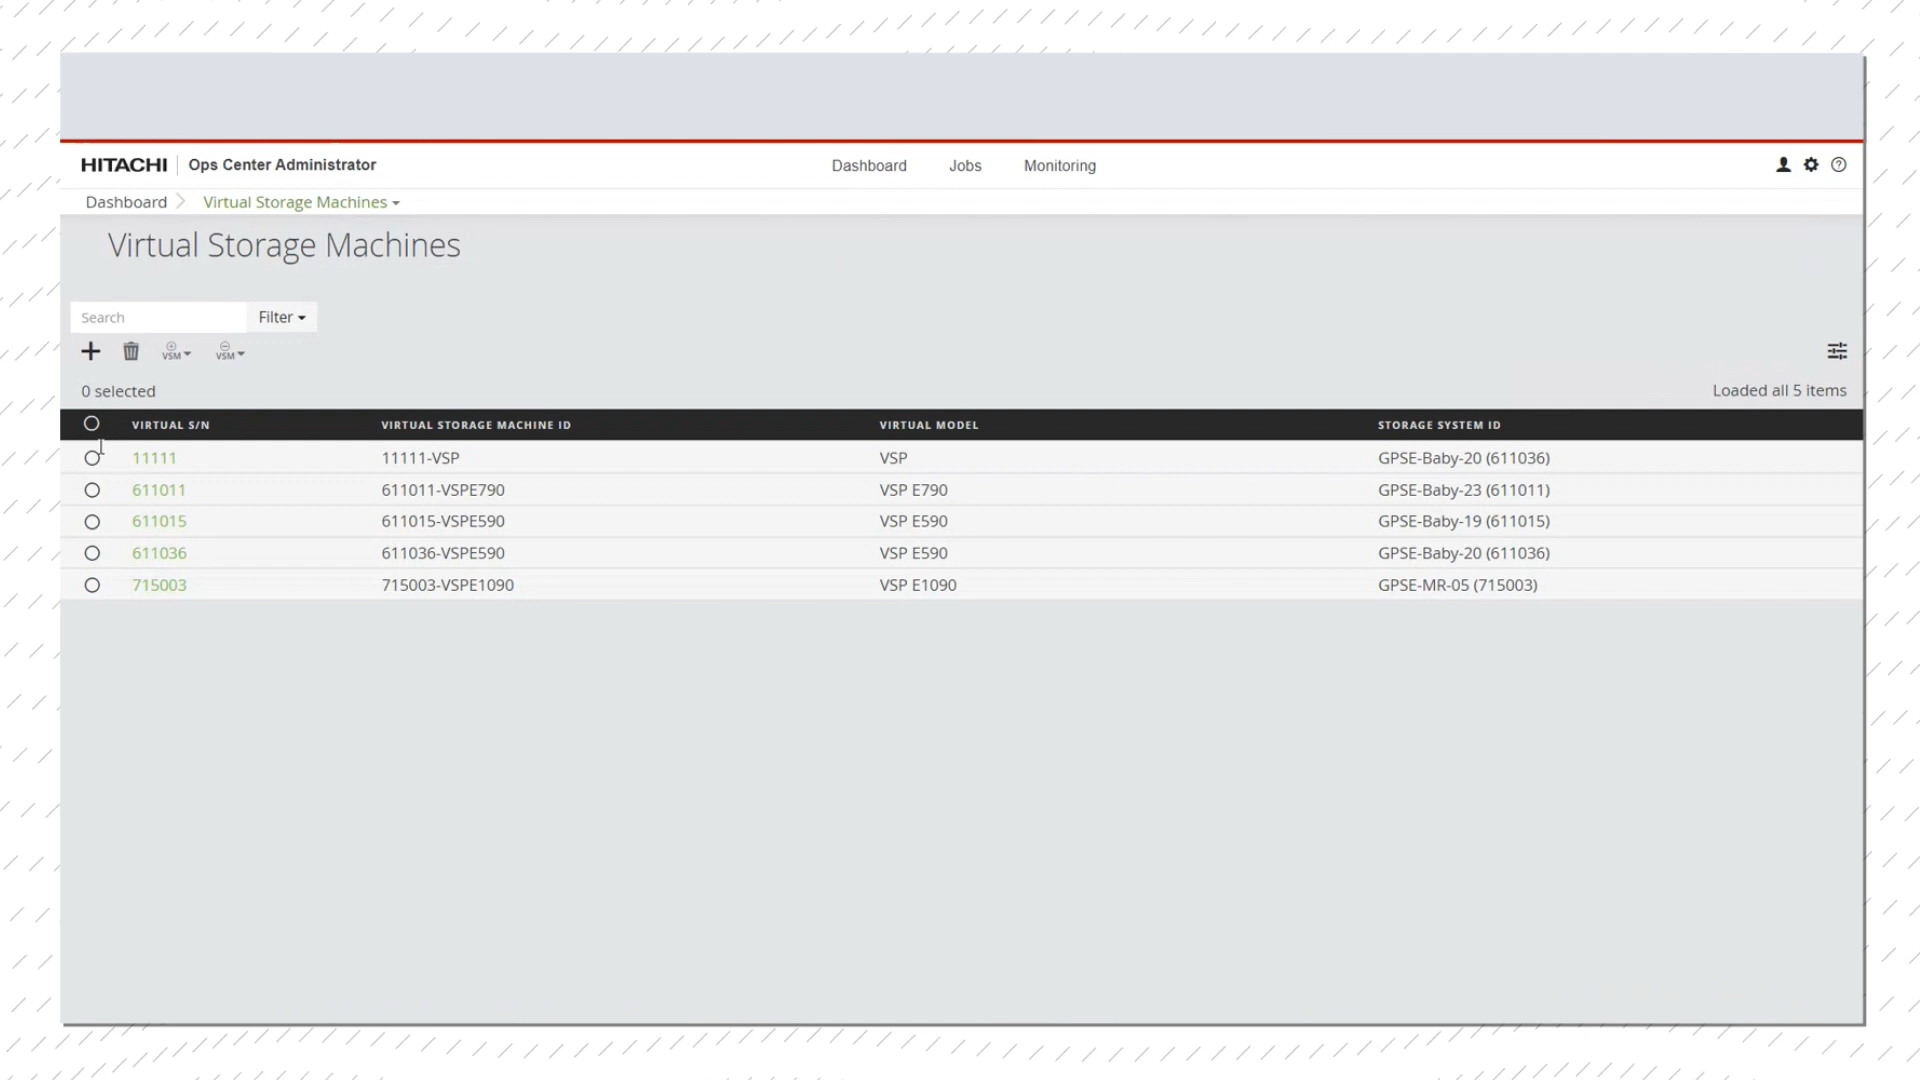 HITACHI Ops Center Administrator Dashboard Jobs Monitoring
Dashboard Virtual Storage Machines
Virtual Storage Machines
Search Filter
VSM VSM
0 selected Loaded all 5 items
VIRTUAL S/N VIRTUAL STORAGE MACHINE ID VIRTUAL MODEL STORAGE SYSTEM ID
11111 11111-VSP VSP GPSE-Baby-20 (611036)
611011 611011-VSPE790 VSP E790 GPSE-Baby-23 (611011)
611015 611015-VSPE590 VSP E590 GPSE-Baby-19 (611015)
611036 611036-VSPE590 VSP E590 GPSE-Baby-20 (611036)
715003 715003-VSPE1090 VSP E1090 GPSE-MR-05 (715003)